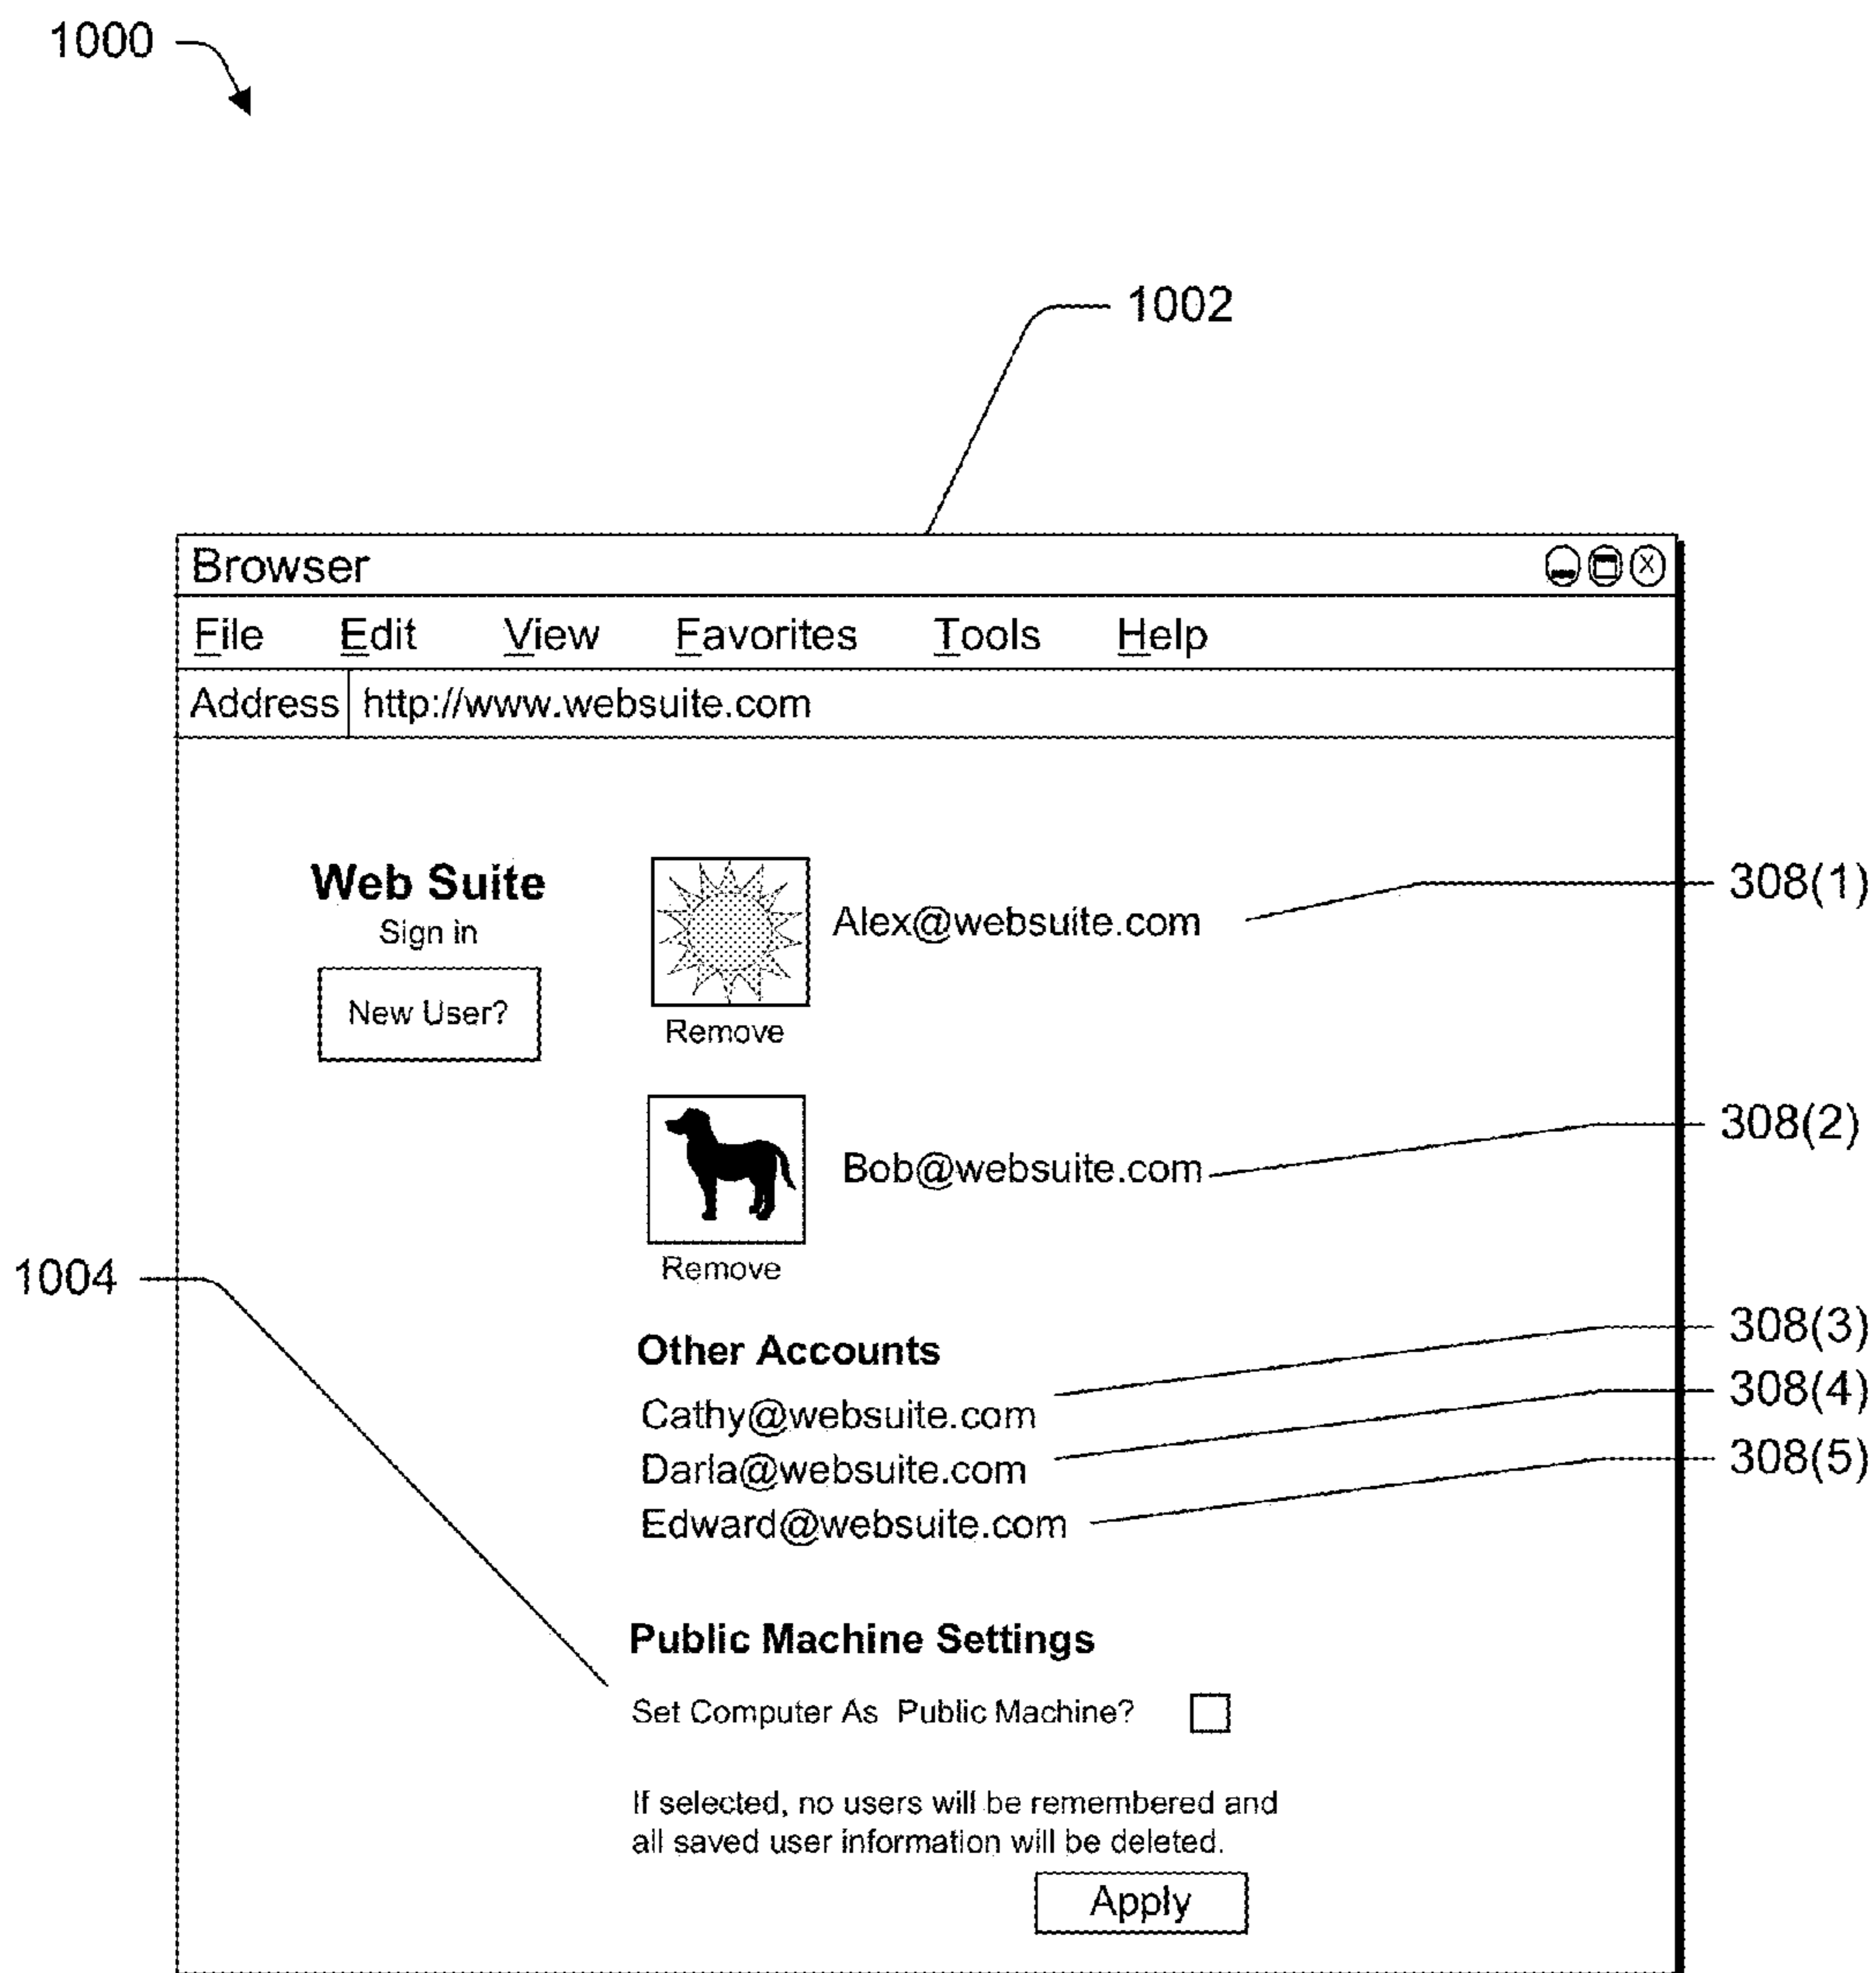 1000
1002
Browser
File Edit View Favorites Tools Help
Address http://www.websuite.com
Web Suite
Sign in
New User?
Alex@websuite.com
308(1)
Remove
Bob@websuite.com
308(2)
Remove
1004
Other Accounts
308(3)
Cathy@websuite.com
308(4)
Darla@websuite.com
308(5)
Edward@websuite.com
Public Machine Settings
Set Computer As Public Machine?
If selected, no users will be remembered and
all saved user information will be deleted.
Apply